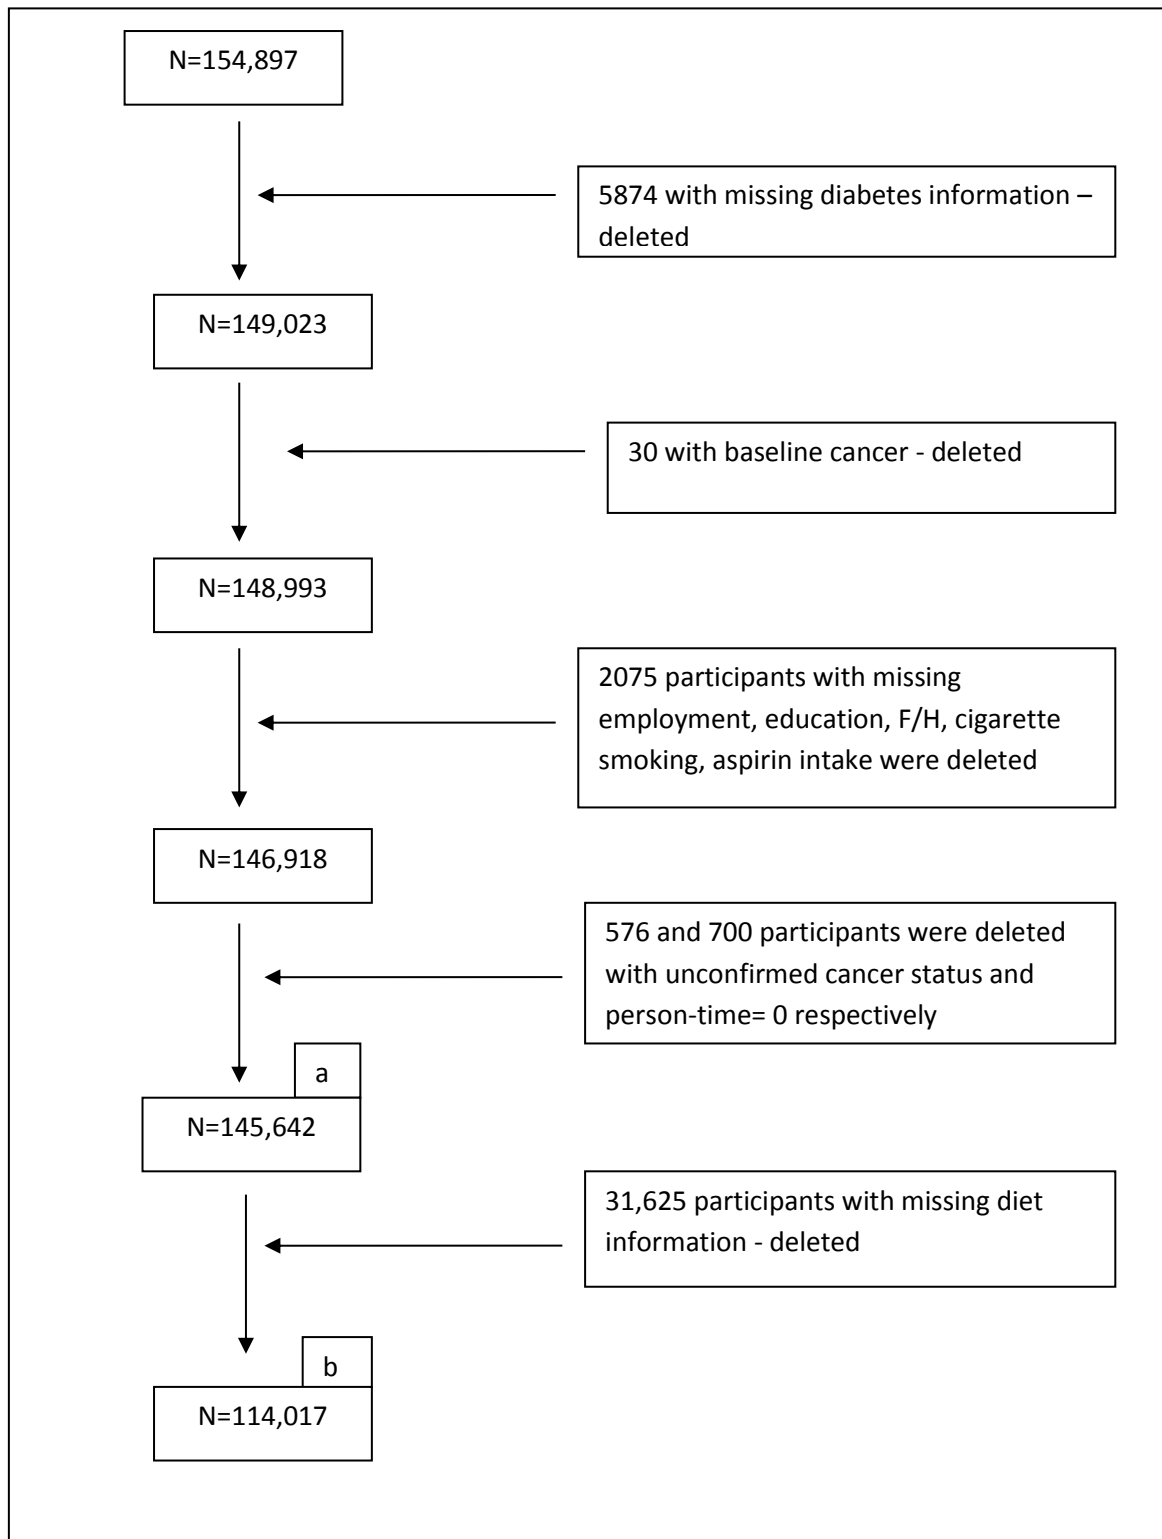 N=154,897
5874 with missing diabetes information –
deleted
N=149,023
30 with baseline cancer - deleted
N=148,993
2075 participants with missing
employment, education, F/H, cigarette
smoking, aspirin intake were deleted
N=146,918
576 and 700 participants were deleted
with unconfirmed cancer status and
person-time= 0 respectively
a
N=145,642
31,625 participants with missing diet
information - deleted
b
N=114,017